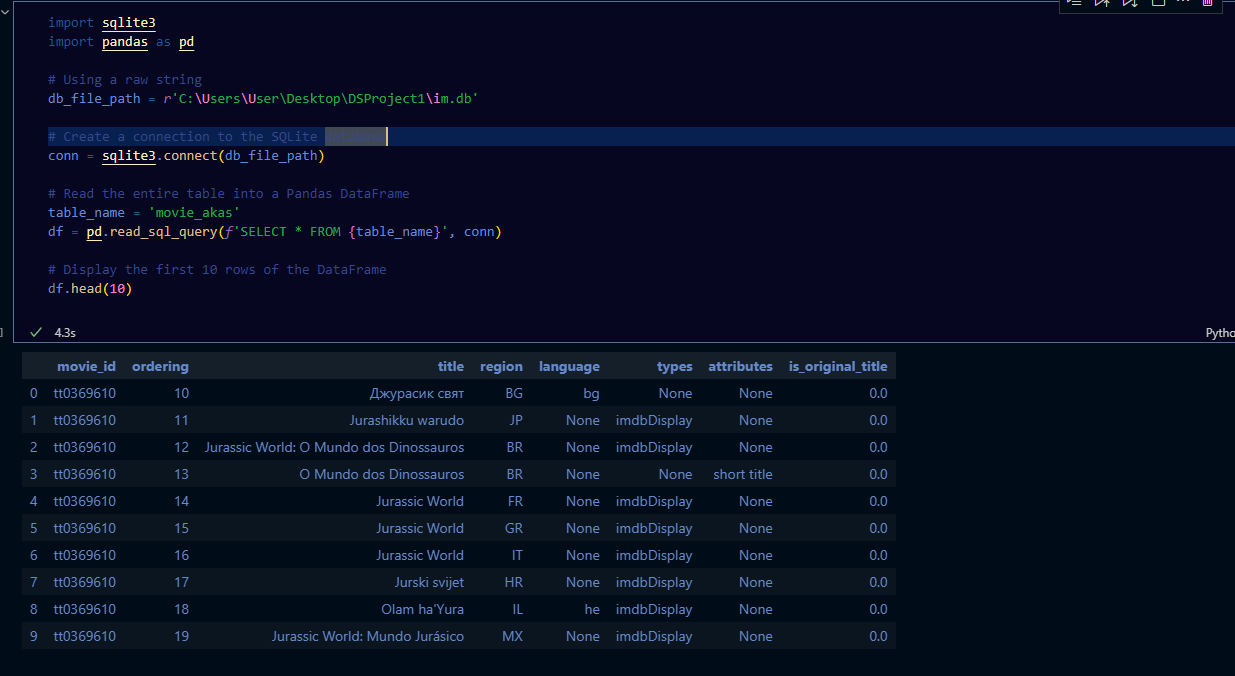 import sqlite3
import pandas as pd
# Using a raw string
db_file_path = r'C:\Users\User\Desktop\DSProject1\im.db'
# Create a connection to the SQLite
conn = sqlite3.connect(db_file_path)
# Read the entire table into a Pandas DataFrame
table_name = 'movie_akas'
df = pd.read_sql_query(f'SELECT * FROM {table_name}', conn)
# Display the first 10 rows of the DataFrame
df.head(10)
4.3s
movie_id ordering title region language types attributes is_original_title
0 tt0369610 10 Джурасик свят BG bg None None 0.0
1 tt0369610 11 Jurashikku warudo JP None imdbDisplay None 0.0
2 tt0369610 12 Jurassic World: O Mundo dos Dinossauros BR None imdbDisplay None 0.0
3 tt0369610 13 O Mundo dos Dinossauros BR None None short title 0.0
4 tt0369610 14 Jurassic World FR None imdbDisplay None 0.0
5 tt0369610 15 Jurassic World GR None imdbDisplay None 0.0
6 tt0369610 16 Jurassic World IT None imdbDisplay None 0.0
7 tt0369610 17 Jurski svijet HR None imdbDisplay None 0.0
8 tt0369610 18 Olam ha'Yura IL he imdbDisplay None 0.0
9 tt0369610 19 Jurassic World: Mundo Jurásico MX None imdbDisplay None 0.0